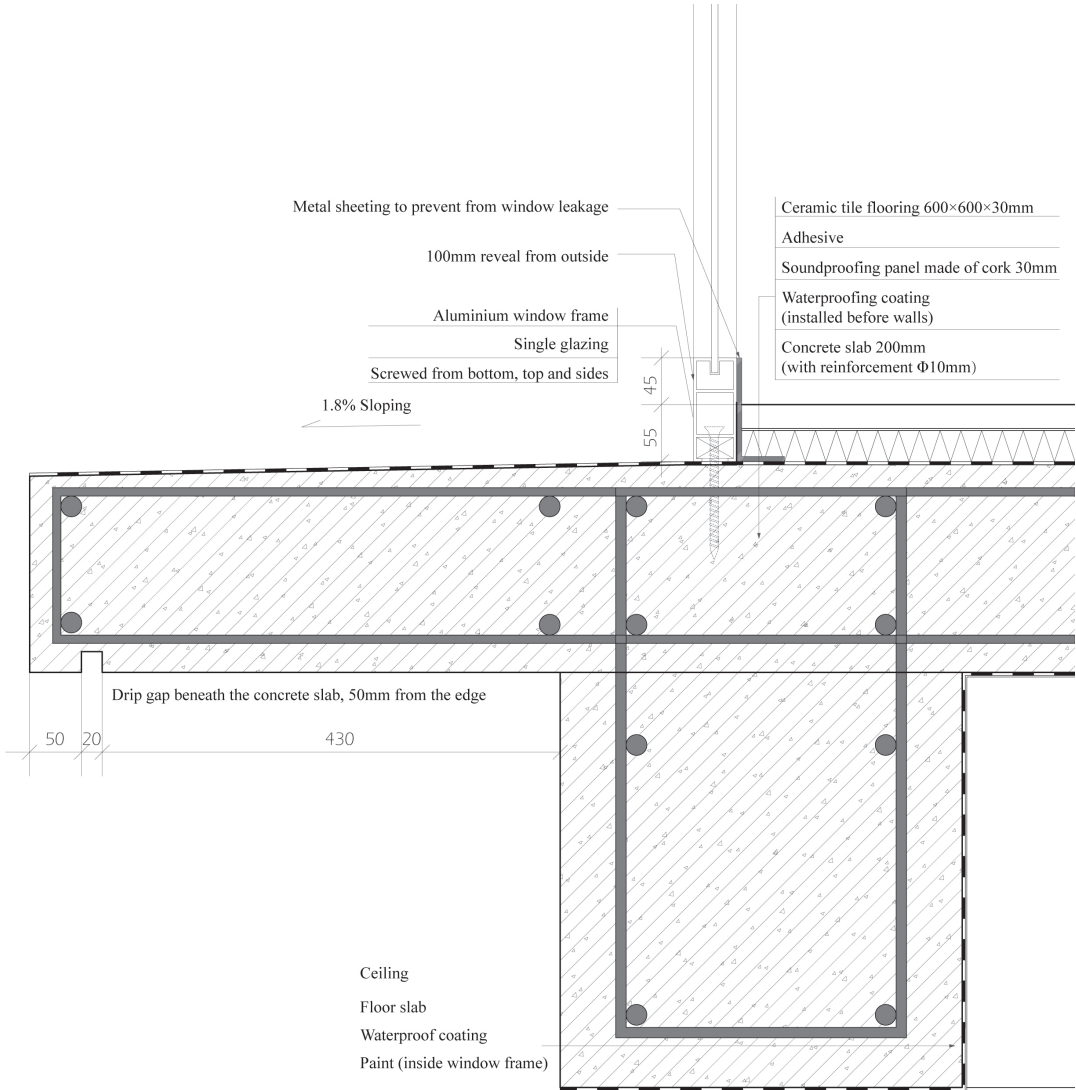 Metal sheeting to prevent from window leakage
100mm reveal from outside
Aluminium window frame
Single glazing
Screwed from bottom, top and sides
1.8% Sloping
Ceramic tile flooring 600×600×30mm
Adhesive
Soundproofing panel made of cork 30mm
Waterproofing coating
(installed before walls)
Concrete slab 200mm
(with reinforcement Φ10mm)
45
55
Drip gap beneath the concrete slab, 50mm from the edge
50 20 430
Ceiling
Floor slab
Waterproof coating
Paint (inside window frame)